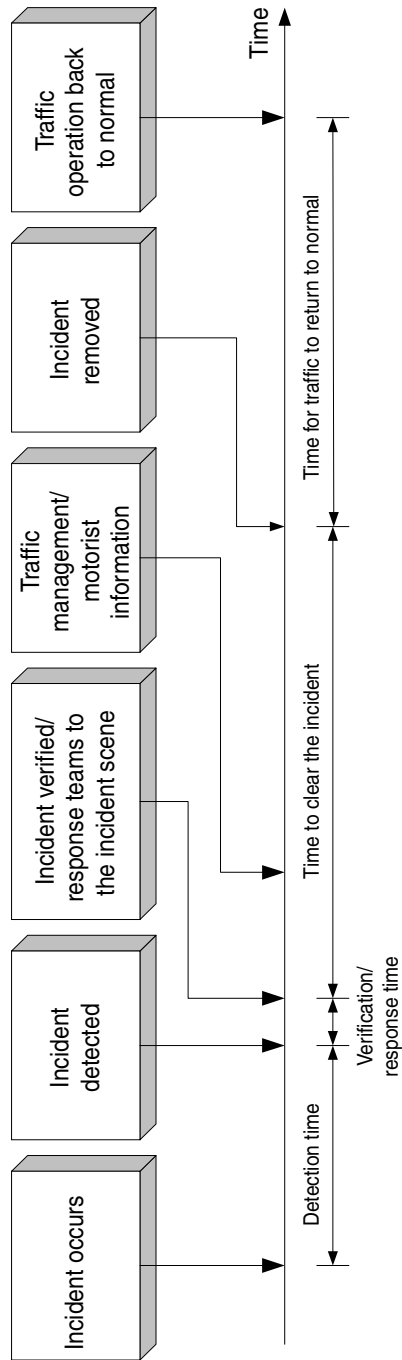 Incident occurs
Incident
detected
Incident verified/
response teams to
the incident scene
Traffic
management/
motorist
information
Incident
removed
Traffic
operation back
to normal
Time
Detection time
Verification/
response time
Time to clear the incident
Time for traffic to return to normal